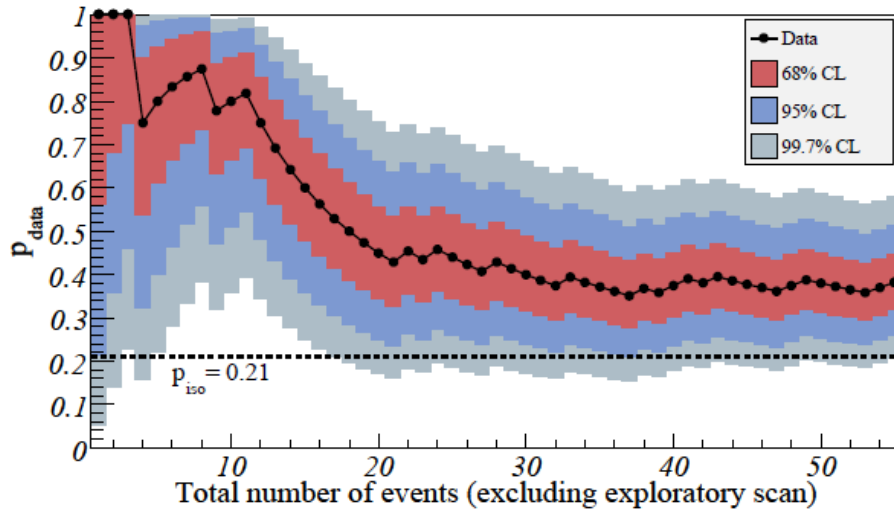 1
0.9
0.8
0.7
0.6
0.5
0.4
0.3
0.2
0.1
0
p_data
Data
68% CL
95% CL
99.7% CL
p_iso = 0.21
10
20
30
40
50
Total number of events (excluding exploratory scan)